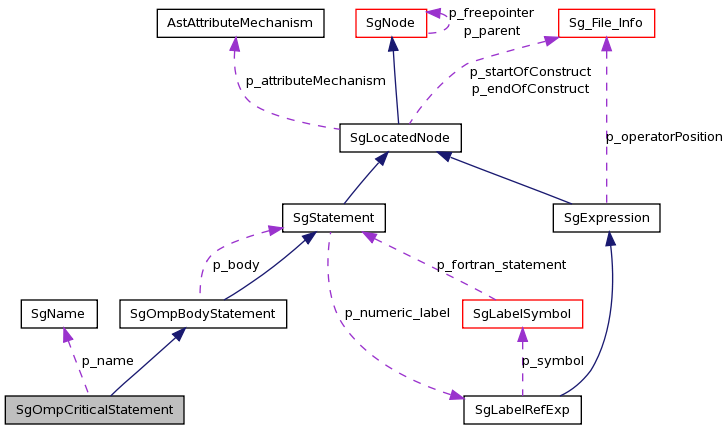 AstAttributeMechanism
SgNode
p_freepointer
p_parent
Sg_File_Info
p_attributeMechanism
p_startOfConstruct
p_endOfConstruct
SgLocatedNode
p_operatorPosition
SgStatement
SgExpression
p_body
p_fortran_statement
SgName
SgOmpBodyStatement
p_numeric_label
SgLabelSymbol
p_name
p_symbol
SgOmpCriticalStatement
SgLabelRefExp